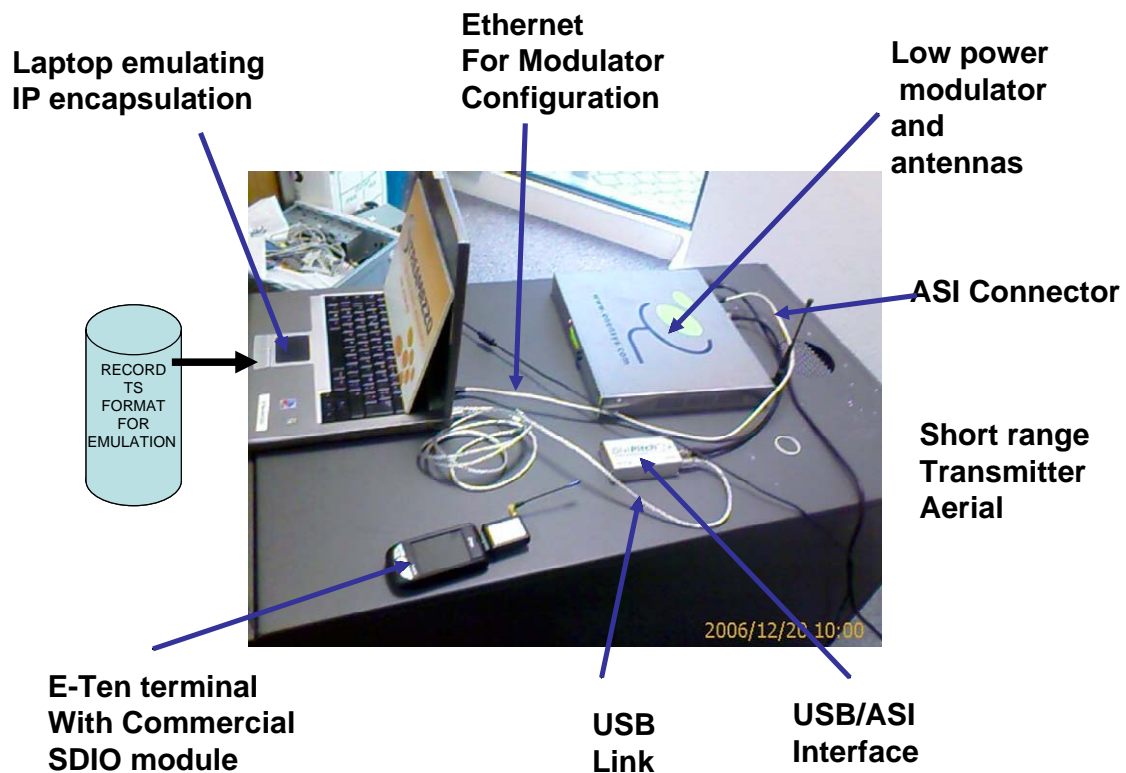 Ethernet
For Modulator
Configuration
Laptop emulating
IP encapsulation
Low power
modulator
and
antennas
ASI Connector
RECORD
TS
FORMAT
FOR
EMULATION
Short range
Transmitter
Aerial
2006/12/20 10:00
E-Ten terminal
With Commercial
SDIO module
USB
Link
USB/ASI
Interface